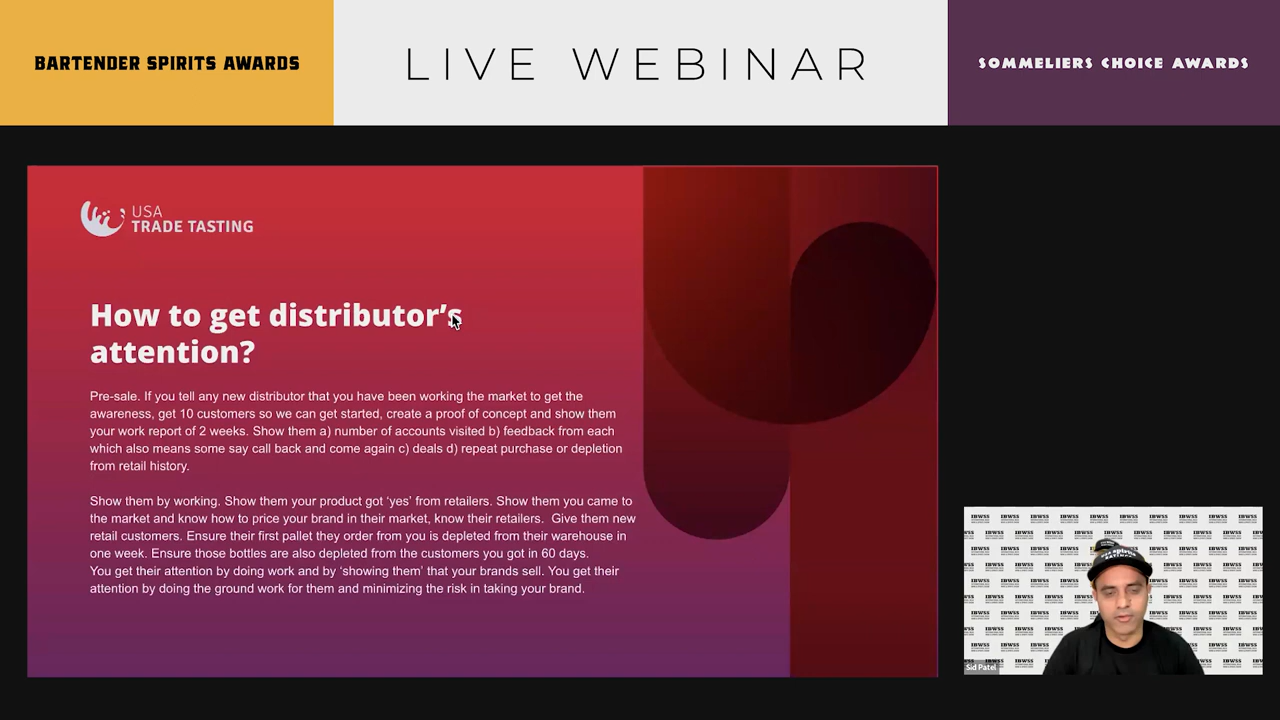 BARTENDER SPIRITS AWARDS
LIVE WEBINAR
SOMMELIERS CHOICE AWARDS
USA
TRADE TASTING
How to get distributor’s
attention?
Pre-sale. If you tell any new distributor that you have been working the market to get the
awareness, get 10 customers so we can get started, create a proof of concept and show them
your work report of 2 weeks. Show them a) number of accounts visited b) feedback from each
which also means some say call back and come again c) deals d) repeat purchase or depletion
from retail history.
Show them by working. Show them your product got ‘yes’ from retailers. Show them you came to
the market and know how to price your brand in their market, know their retailers.  Give them new
retail customers. Ensure their first pallet they order from you is depleted from their warehouse in
one week. Ensure those bottles are also depleted from the customers you got in 60 days.
You get their attention by doing work and by ‘showing them’ that your brands sell. You get their
attention by doing the ground work for them and minimizing the risk in taking your brand.
IBWSS
Sid Patel